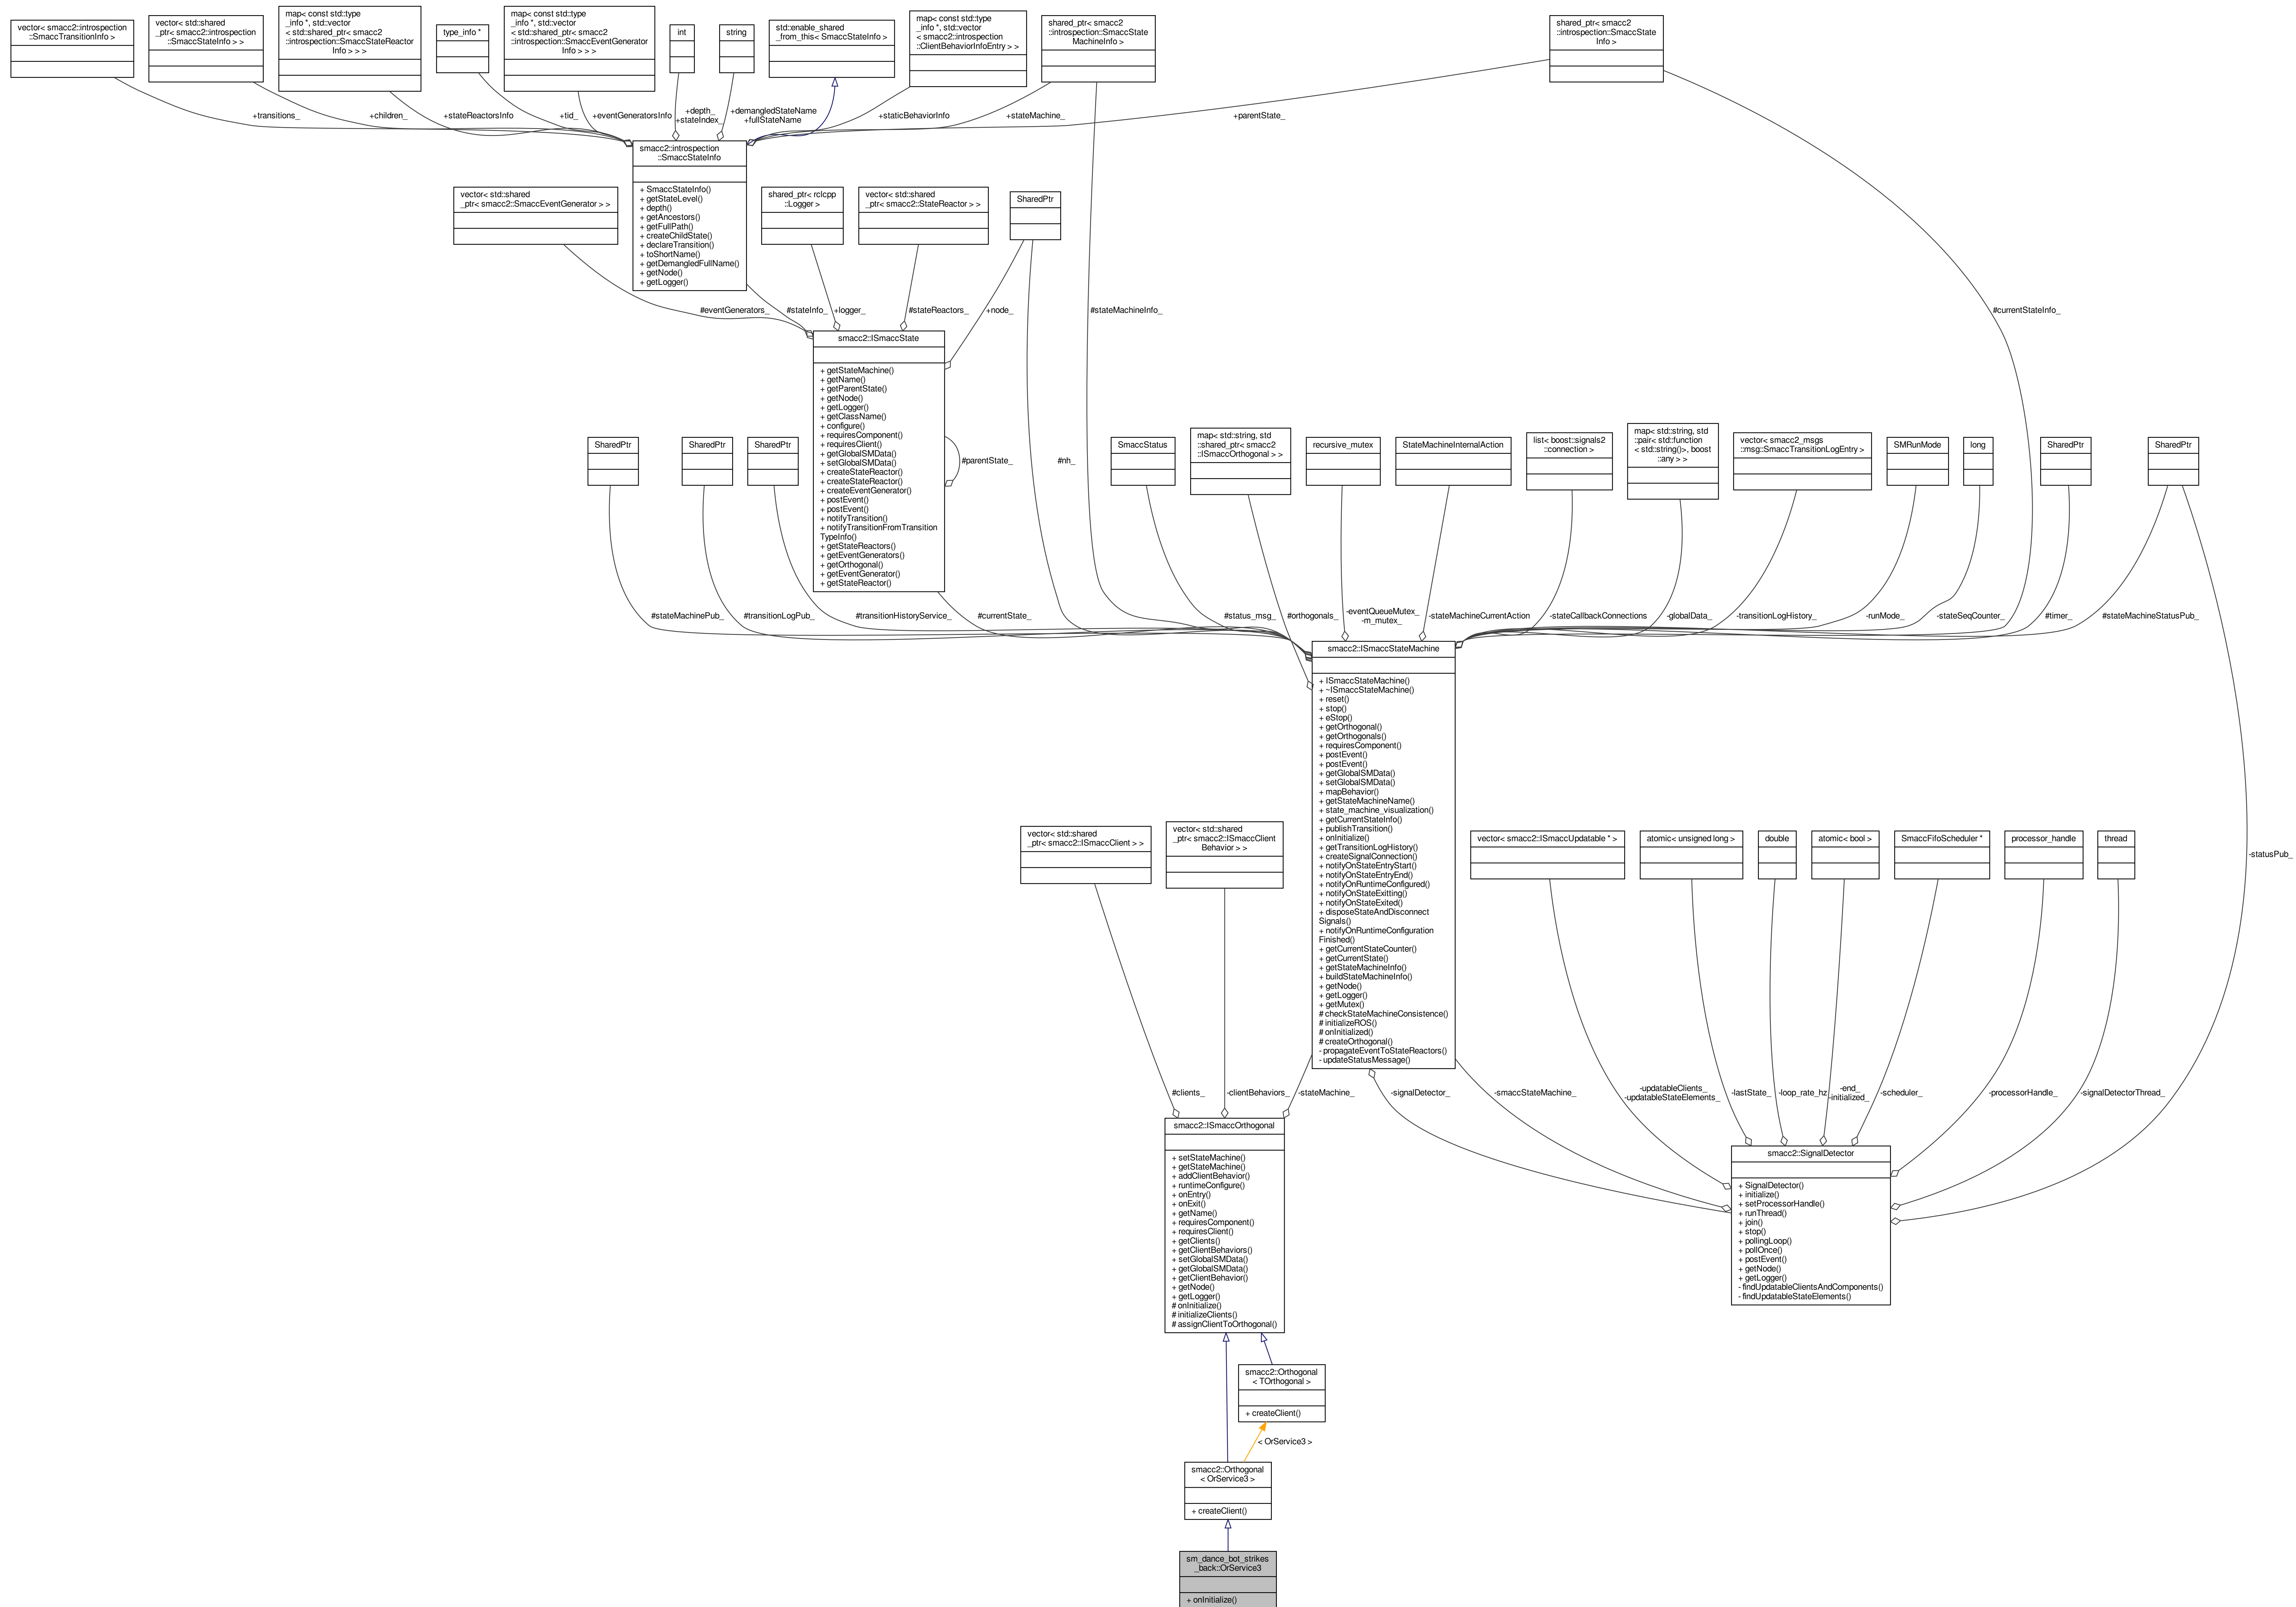 vector< smacc2::introspection
::SmaccTransitionInfo >
vector< std::shared
_ptr< smacc2::introspection
::SmaccStateInfo > >
map< const std::type
_info *, std::vector
< std::shared_ptr< smacc2
::introspection::SmaccStateReactor
Info > > >
type_info *
map< const std::type
_info *, std::vector
< std::shared_ptr< smacc2
::introspection::SmaccEventGenerator
Info > > >
int
string
std::enable_shared
_from_this< SmaccStateInfo >
map< const std::type
_info *, std::vector
< smacc2::introspection
::ClientBehaviorInfoEntry > >
shared_ptr< smacc2
::introspection::SmaccState
MachineInfo >
shared_ptr< smacc2
::introspection::SmaccState
Info >
+transitions_
+children_
+stateReactorsInfo
+tid_
+eventGeneratorsInfo
+depth_
+stateIndex_
+demangledStateName
+fullStateName
+staticBehaviorInfo
+stateMachine_
+parentState_
smacc2::introspection
::SmaccStateInfo
+ SmaccStateInfo()
+ getStateLevel()
+ depth()
+ getAncestors()
+ getFullPath()
+ createChildState()
+ declareTransition()
+ toShortName()
+ getDemangledFullName()
+ getNode()
+ getLogger()
vector< std::shared
_ptr< smacc2::SmaccEventGenerator > >
shared_ptr< rclcpp
::Logger >
vector< std::shared
_ptr< smacc2::StateReactor > >
SharedPtr
#eventGenerators_
#stateInfo_
+logger_
#stateReactors_
+node_
#stateMachineInfo_
#currentStateInfo_
smacc2::ISmaccState
+ getStateMachine()
+ getName()
+ getParentState()
+ getNode()
+ getLogger()
+ getClassName()
+ configure()
+ requiresComponent()
+ requiresClient()
+ getGlobalSMData()
+ setGlobalSMData()
+ createStateReactor()
+ createStateReactor()
+ createEventGenerator()
+ postEvent()
+ postEvent()
+ notifyTransition()
+ notifyTransitionFromTransition
TypeInfo()
+ getStateReactors()
+ getEventGenerators()
+ getOrthogonal()
+ getEventGenerator()
+ getStateReactor()
#parentState_
#nh_
SharedPtr
SharedPtr
SharedPtr
SmaccStatus
map< std::string, std
::shared_ptr< smacc2
::ISmaccOrthogonal > >
recursive_mutex
StateMachineInternalAction
list< boost::signals2
::connection >
map< std::string, std
::pair< std::function
< std::string()>, boost
::any > >
vector< smacc2_msgs
::msg::SmaccTransitionLogEntry >
SMRunMode
long
SharedPtr
SharedPtr
#stateMachinePub_
#transitionLogPub_
#transitionHistoryService_
#currentState_
#status_msg_
#orthogonals_
-eventQueueMutex_
-m_mutex_
-stateMachineCurrentAction
-stateCallbackConnections
-globalData_
-transitionLogHistory_
-runMode_
-stateSeqCounter_
#timer_
#stateMachineStatusPub_
smacc2::ISmaccStateMachine
+ ISmaccStateMachine()
+ ~ISmaccStateMachine()
+ reset()
+ stop()
+ eStop()
+ getOrthogonal()
+ getOrthogonals()
+ requiresComponent()
+ postEvent()
+ postEvent()
+ getGlobalSMData()
+ setGlobalSMData()
+ mapBehavior()
+ getStateMachineName()
+ state_machine_visualization()
+ getCurrentStateInfo()
+ publishTransition()
+ onInitialize()
+ getTransitionLogHistory()
+ createSignalConnection()
+ notifyOnStateEntryStart()
+ notifyOnStateEntryEnd()
+ notifyOnRuntimeConfigured()
+ notifyOnStateExitting()
+ notifyOnStateExited()
+ disposeStateAndDisconnect
Signals()
+ notifyOnRuntimeConfiguration
Finished()
+ getCurrentStateCounter()
+ getCurrentState()
+ getStateMachineInfo()
+ buildStateMachineInfo()
+ getNode()
+ getLogger()
+ getMutex()
# checkStateMachineConsistence()
# initializeROS()
# onInitialized()
# createOrthogonal()
- propagateEventToStateReactors()
- updateStatusMessage()
vector< std::shared
_ptr< smacc2::ISmaccClient > >
vector< std::shared
_ptr< smacc2::ISmaccClient
Behavior > >
vector< smacc2::ISmaccUpdatable * >
atomic< unsigned long >
double
atomic< bool >
SmaccFifoScheduler *
processor_handle
thread
-statusPub_
#clients_
-clientBehaviors_
-stateMachine_
-signalDetector_
-smaccStateMachine_
-updatableClients_
-updatableStateElements_
-lastState_
-loop_rate_hz
-end_
-initialized_
-scheduler_
-processorHandle_
-signalDetectorThread_
smacc2::ISmaccOrthogonal
+ setStateMachine()
+ getStateMachine()
+ addClientBehavior()
+ runtimeConfigure()
+ onEntry()
+ onExit()
+ getName()
+ requiresComponent()
+ requiresClient()
+ getClients()
+ getClientBehaviors()
+ setGlobalSMData()
+ getGlobalSMData()
+ getClientBehavior()
+ getNode()
+ getLogger()
# onInitialize()
# initializeClients()
# assignClientToOrthogonal()
smacc2::SignalDetector
+ SignalDetector()
+ initialize()
+ setProcessorHandle()
+ runThread()
+ join()
+ stop()
+ pollingLoop()
+ pollOnce()
+ postEvent()
+ getNode()
+ getLogger()
- findUpdatableClientsAndComponents()
- findUpdatableStateElements()
smacc2::Orthogonal
< TOrthogonal >
+ createClient()
< OrService3 >
smacc2::Orthogonal
< OrService3 >
+ createClient()
sm_dance_bot_strikes
_back::OrService3
+ onInitialize()